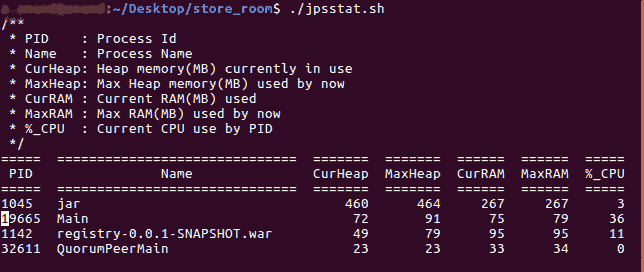 :~/Desktop/store_room$ ./jpsstat.sh
/**
 * PID    : Process Id
 * Name   : Process Name
 * CurHeap: Heap memory(MB) currently in use
 * MaxHeap: Max Heap memory(MB) used by now
 * CurRAM : Current RAM(MB) used
 * MaxRAM : Max RAM(MB) used by now
 * %_CPU  : Current CPU use by PID
 */
=====  ==============================  =======  =======  ======  ======  =====
 PID                Name               CurHeap  MaxHeap  CurRAM  MaxRAM  %_CPU
=====  ==============================  =======  =======  ======  ======  =====
1045   jar                                 460      464     267     267      3
19665  Main                                 72       91      75      79     36
1142   registry-0.0.1-SNAPSHOT.war          49       79      95      95     11
32611  QuorumPeerMain                       23       23      33      34      0